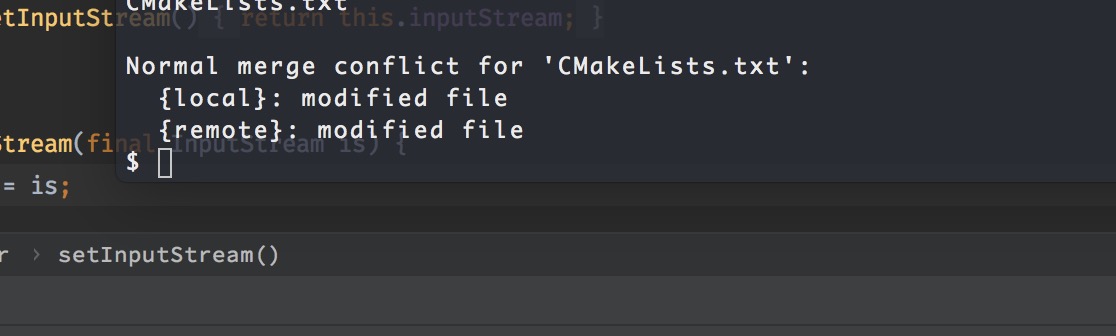 CMakeLists.txt
etInputStream() { return this.inputStream; }
Normal merge conflict for 'CMakeLists.txt':
{local}: modified file
{remote}: modified file
Stream(final InputStream is) {
$
= is;
r › setInputStream()